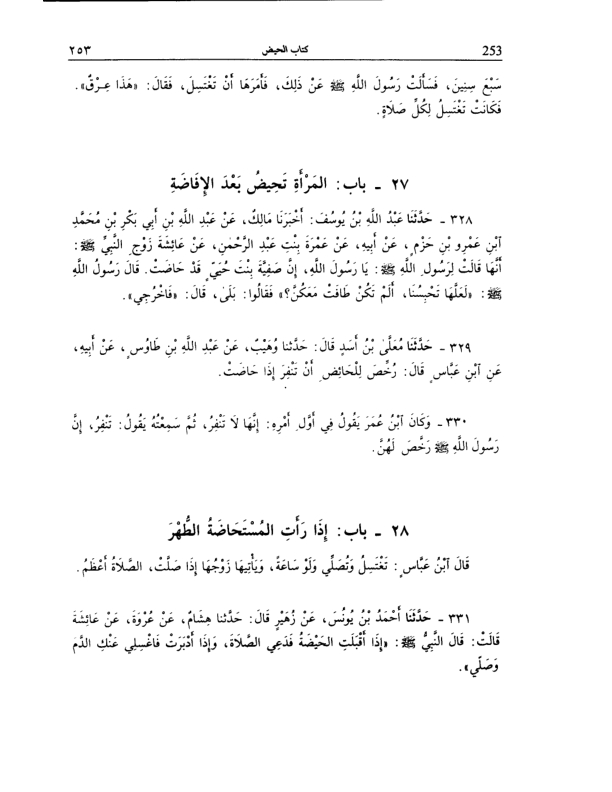 253 كتاب الحيض ٢٥٣
سَبْعَ سِنِينَ، فَسَأَلَتْ رَسُولَ اللَّهِ ﷺ عَنْ ذَلِكَ، فَأَمَرَهَا أَنْ تَغْتَسِلَ، فَقَالَ: «هَذَا عِرْقٌ».
فَكَانَتْ تَغْتَسِلُ لِكُلِّ صَلَاةٍ.
٢٧ - باب: المَرْأَةِ تَحِيضُ بَعْدَ الإِفَاضَةِ
٣٢٨ - حَدَّثَنَا عَبْدُ اللَّهِ بْنُ يُوسُفَ: أَخْبَرَنَا مَالِكٌ، عَنْ عَبْدِ اللَّهِ بْنِ أَبِي بَكْرِ بْنِ مُحَمَّدِ
آبْنِ عَمْرِو بْنِ حَزْمٍ، عَنْ أَبِيهِ، عَنْ عَمْرَةَ بِنْتِ عَبْدِ الرَّحْمٰنِ، عَنْ عَائِشَةَ زَوْجِ النَّبِيِّ ﷺ:
أَنَّهَا قَالَتْ لِرَسُولِ اللَّهِ ﷺ: يَا رَسُولَ اللَّهِ، إِنَّ صَفِيَّةَ بِنْتَ حُيَيٍّ قَدْ حَاضَتْ. قَالَ رَسُولُ اللَّهِ
ﷺ: «لَعَلَّهَا تَحْبِسُنَا، أَلَمْ تَكُنْ طَافَتْ مَعَكُنَّ؟» فَقَالُوا: بَلَىٰ، قَالَ: «فَاخْرُجِي».
٣٢٩ - حَدَّثَنَا مُعَلَّىٰ بْنُ أَسَدٍ قَالَ: حَدَّثنا وُهَيْبٌ، عَنْ عَبْدِ اللَّهِ بْنِ طَاوُسٍ، عَنْ أَبِيهِ،
عَنِ آبْنِ عَبَّاسٍ قَالَ: رُخِّصَ لِلْحَائِضِ أَنْ تَنْفِرَ إِذَا حَاضَتْ.
٣٣٠ - وَكَانَ آبْنُ عُمَرَ يَقُولُ فِي أَوَّلِ أَمْرِهِ: إِنَّهَا لَا تَنْفِرُ، ثُمَّ سَمِعْتُهُ يَقُولُ: تَنْفِرُ، إِنَّ
رَسُولَ اللَّهِ ﷺ رَخَّصَ لَهُنَّ.
٢٨ - باب: إِذَا رَأَتِ المُسْتَحَاضَةُ الطُّهْرَ
قَالَ آبْنُ عَبَّاسٍ: تَغْتَسِلُ وَتُصَلِّي وَلَوْ سَاعَةً، وَيَأْتِيهَا زَوْجُهَا إِذَا صَلَّتْ، الصَّلَاةُ أَعْظَمُ.
٣٣١ - حَدَّثَنَا أَحْمَدُ بْنُ يُونُسَ، عَنْ زُهَيْرٍ قَالَ: حَدَّثنا هِشَامٌ، عَنْ عُرْوَةَ، عَنْ عَائِشَةَ
قَالَتْ: قَالَ النَّبِيُّ ﷺ: «إِذَا أَقْبَلَتِ الحَيْضَةُ فَدَعِي الصَّلَاةَ، وَإِذَا أَدْبَرَتْ فَاغْسِلِي عَنْكِ الدَّمَ
وَصَلِّي».